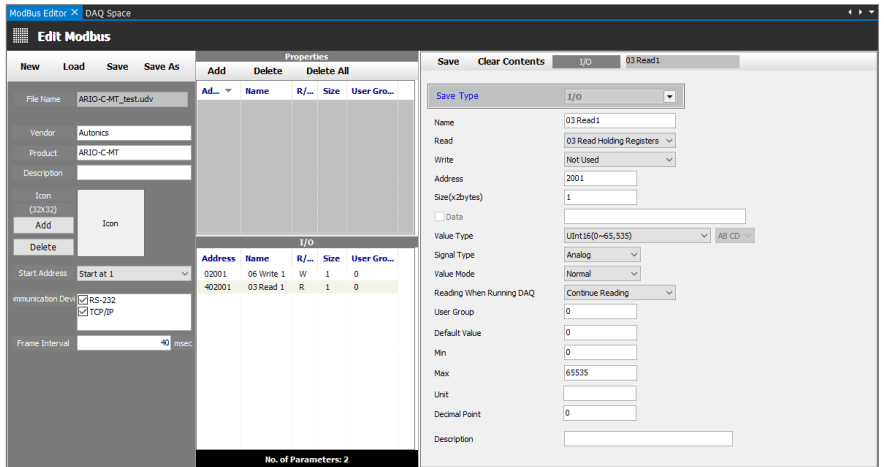 ModBus Editor × DAQ Space
Edit Modbus
New Load Save Save As
File Name ARIO-C-MT_test.udv
Vendor Autonics
Product ARIO-C-MT
Description
Icon
(32X32)
Add
Delete
Icon
Start Address Start at 1
mmunication Devi RS-232
TCP/IP
Frame Interval 40 msec
Properties
Add Delete Delete All
Ad... Name R/... Size User Gro...
I/O
Address Name R/... Size User Gro...
02001 06 Write 1 W 1 0
402001 03 Read 1 R 1 0
No. of Parameters: 2
Save Clear Contents I/O 03 Read1
Save Type I/O
Name 03 Read1
Read 03 Read Holding Registers
Write Not Used
Address 2001
Size(x2bytes) 1
Data
Value Type UInt16(0~65,535) AB CD
Signal Type Analog
Value Mode Normal
Reading When Running DAQ Continue Reading
User Group 0
Default Value 0
Min 0
Max 65535
Unit
Decimal Point 0
Description